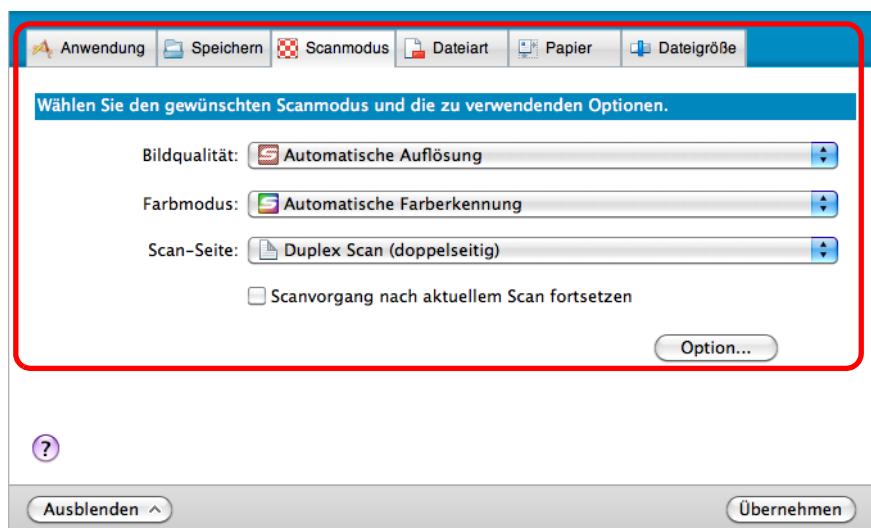 Anwendung Speichern Scanmodus Dateiart Papier Dateigröße
Wählen Sie den gewünschten Scanmodus und die zu verwendenden Optionen.
Bildqualität: Automatische Auflösung
Farbmodus: Automatische Farberkennung
Scan-Seite: Duplex Scan (doppelseitig)
Scanvorgang nach aktuellem Scan fortsetzen
Option...
?
Ausblenden Übernehmen